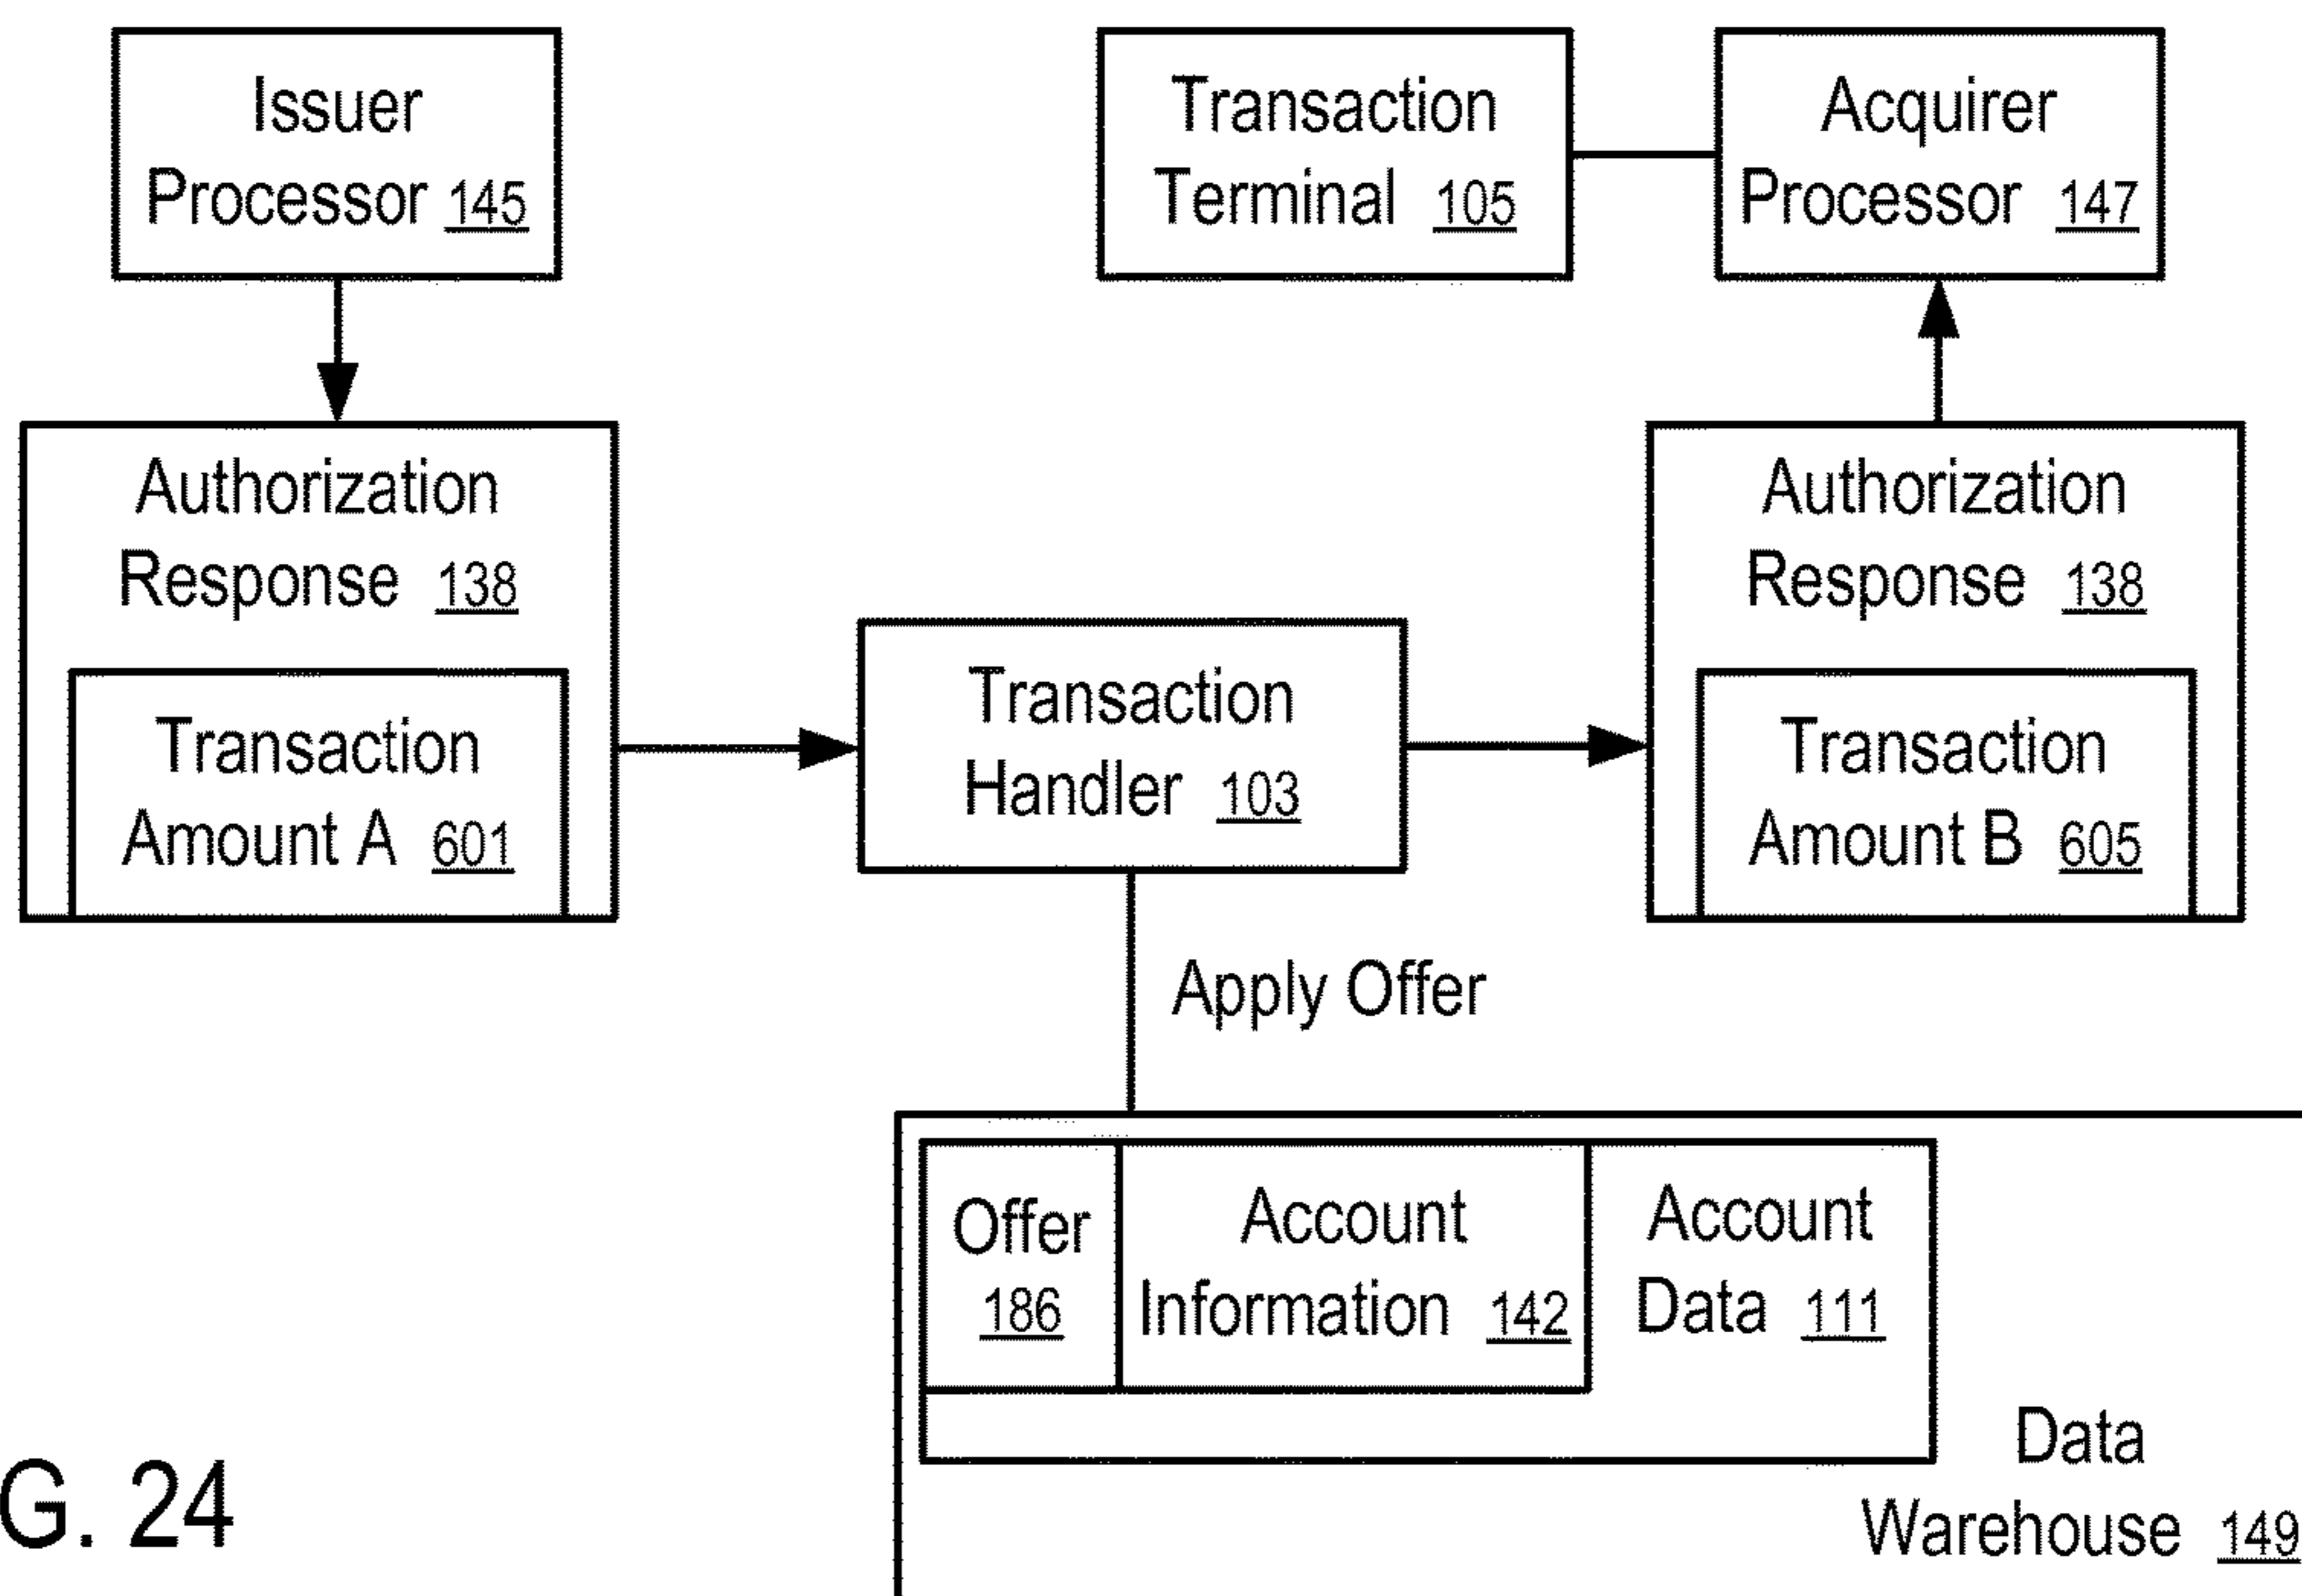 Issuer
Processor 145
Transaction
Terminal 105
Acquirer
Processor 147
Authorization
Response 138
Transaction
Amount A 601
Transaction
Handler 103
Authorization
Response 138
Transaction
Amount B 605
Apply Offer
Offer
186
Account
Information 142
Account
Data 111
Data
Warehouse 149
G. 24